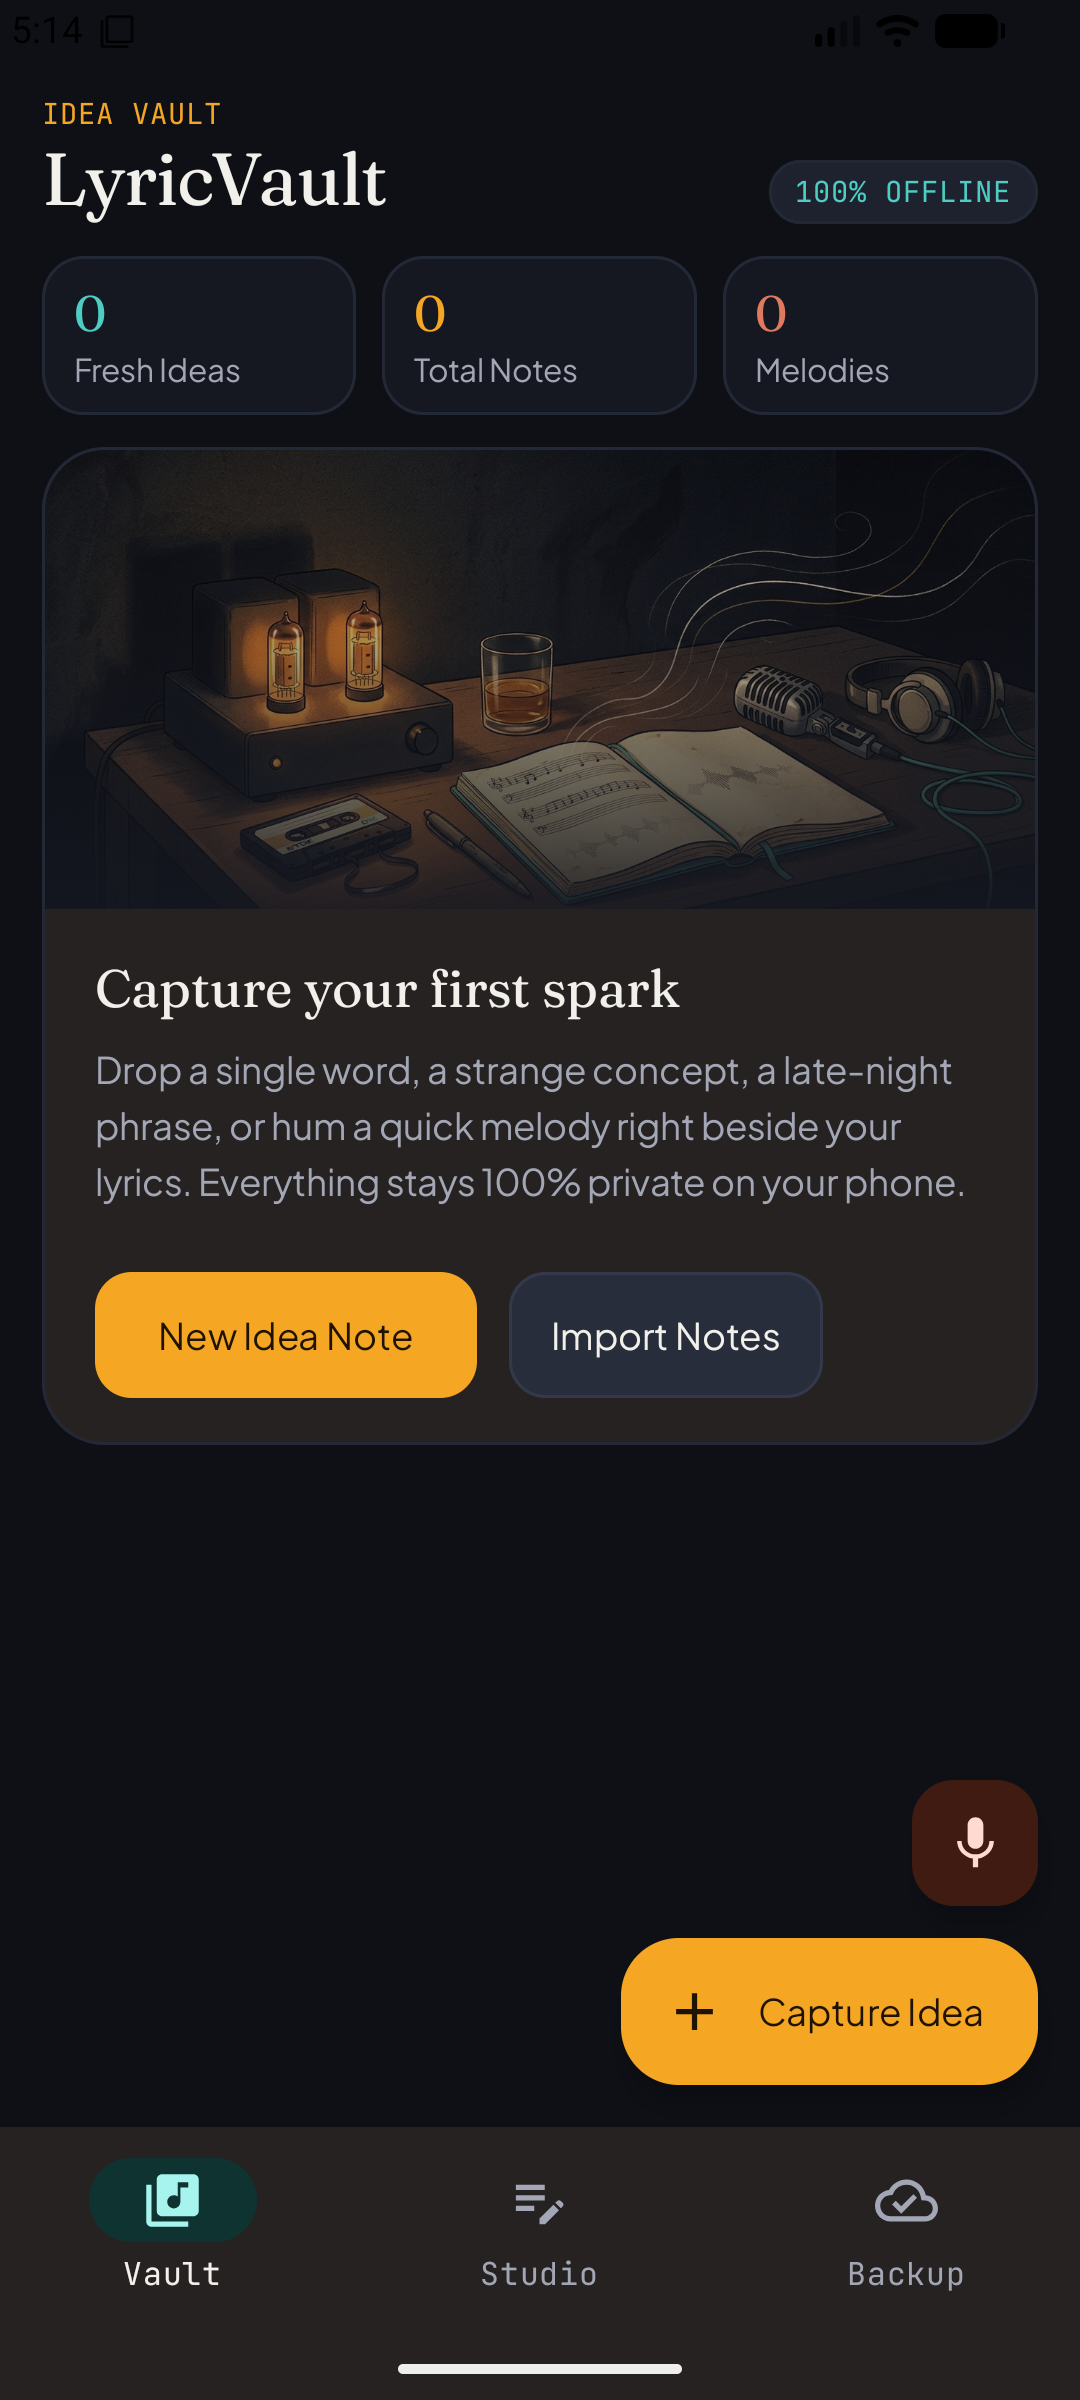 5:14
IDEA VAULT
LyricVault
100% OFFLINE
0
Fresh Ideas
0
Total Notes
0
Melodies
Capture your first spark
Drop a single word, a strange concept, a late-night
phrase, or hum a quick melody right beside your
lyrics. Everything stays 100% private on your phone.
New Idea Note
Import Notes
Capture Idea
Vault
Studio
Backup